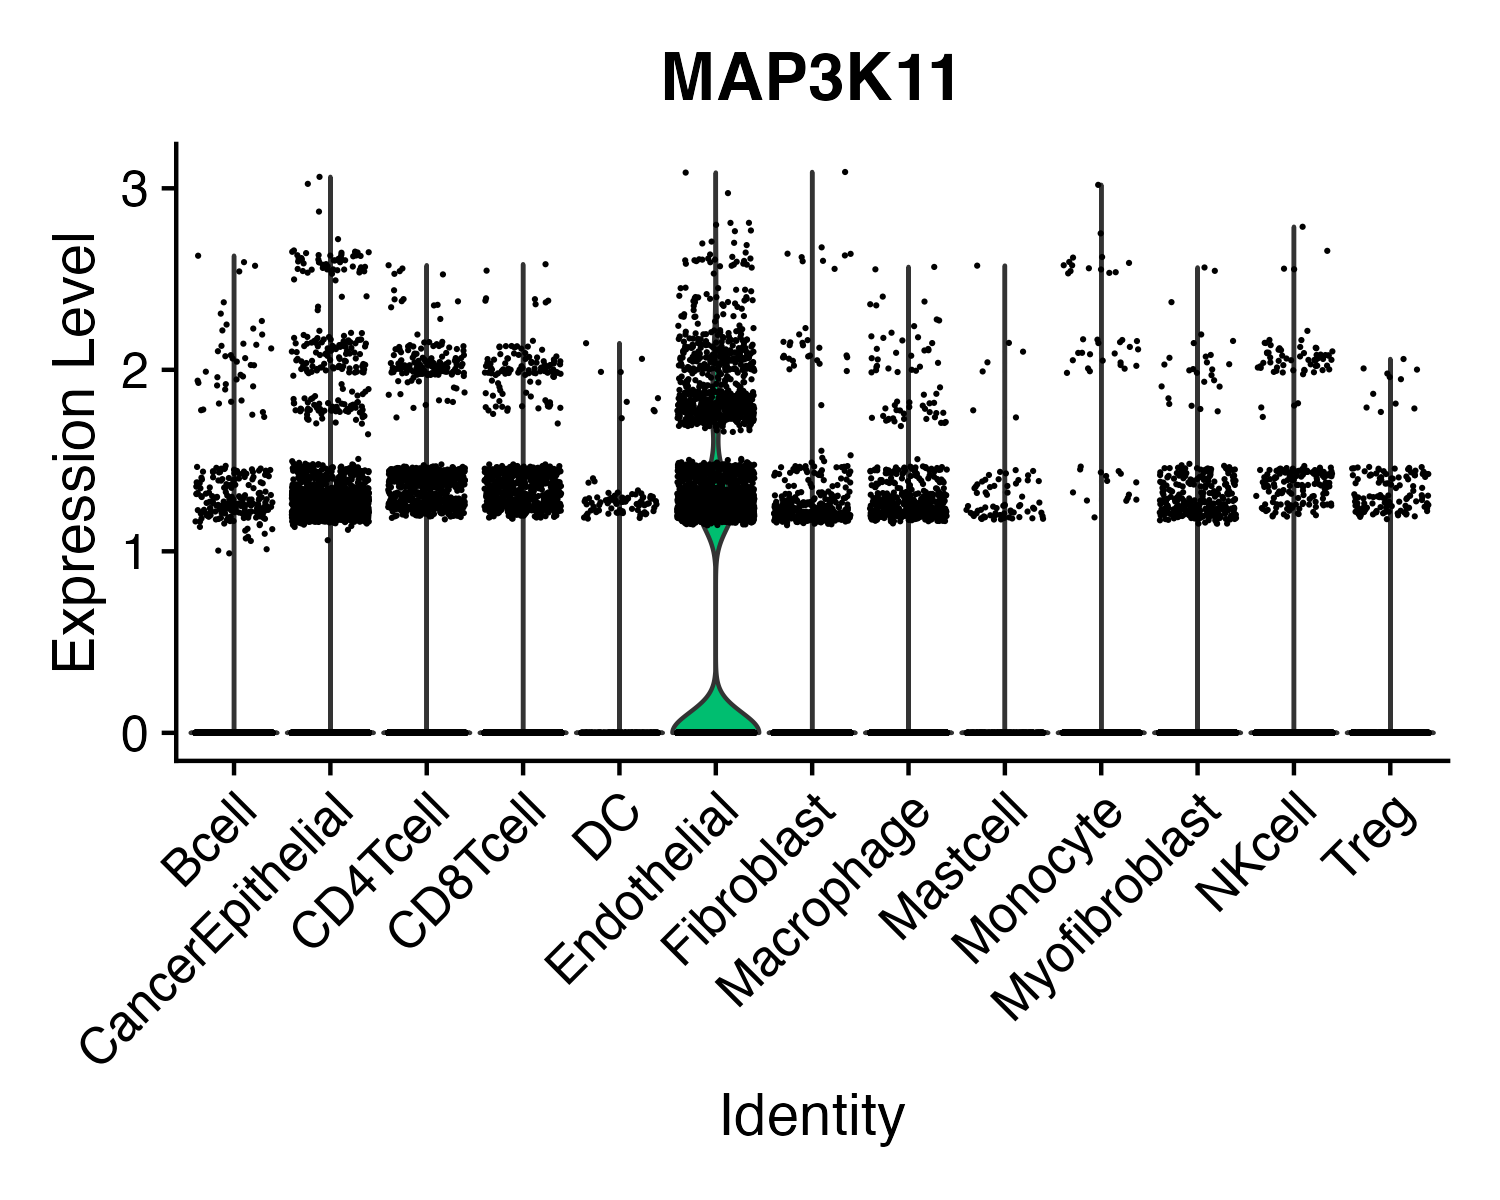 MAP3K11
Expression Level
3
2
1
0
Bcell
CancerEpithelial
CD4Tcell
CD8Tcell
DC
Endothelial
Fibroblast
Macrophage
Mastcell
Monocyte
Myofibroblast
NKcell
Treg
Identity